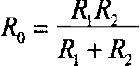 R₀ = R₁R₂ / (R₁ + R₂)